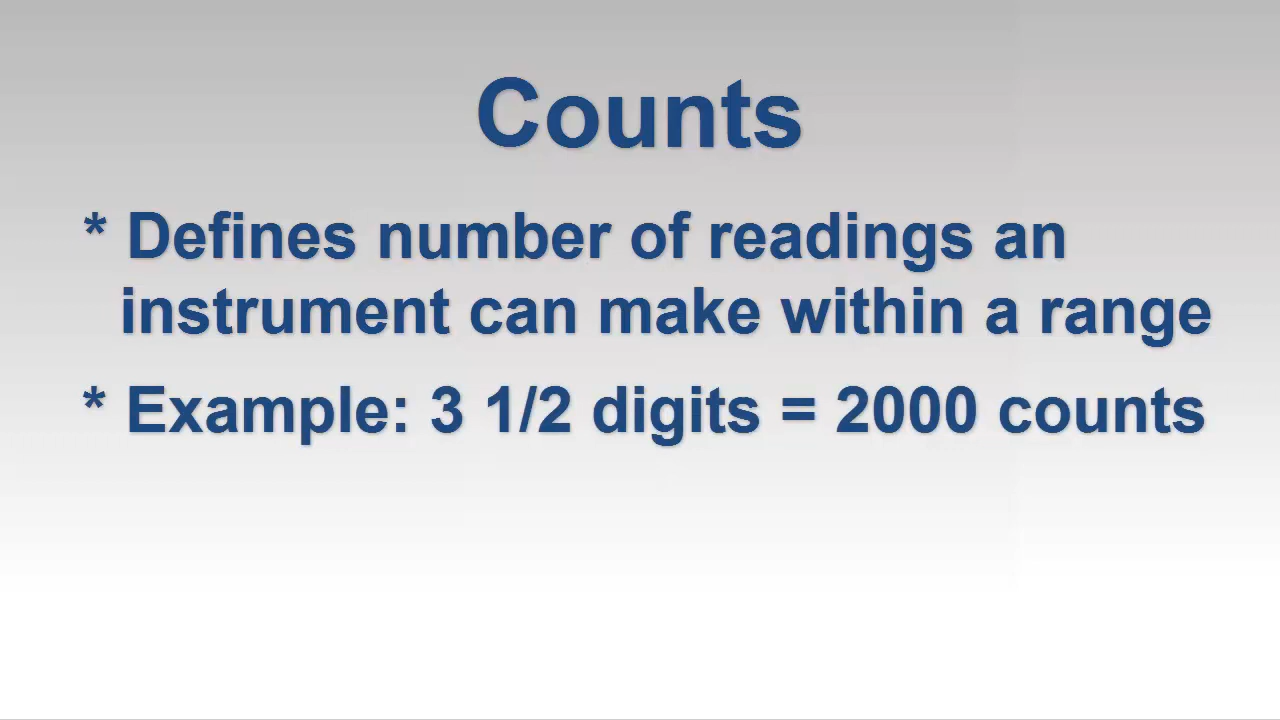 Counts
* Defines number of readings an
instrument can make within a range
* Example: 3 1/2 digits = 2000 counts